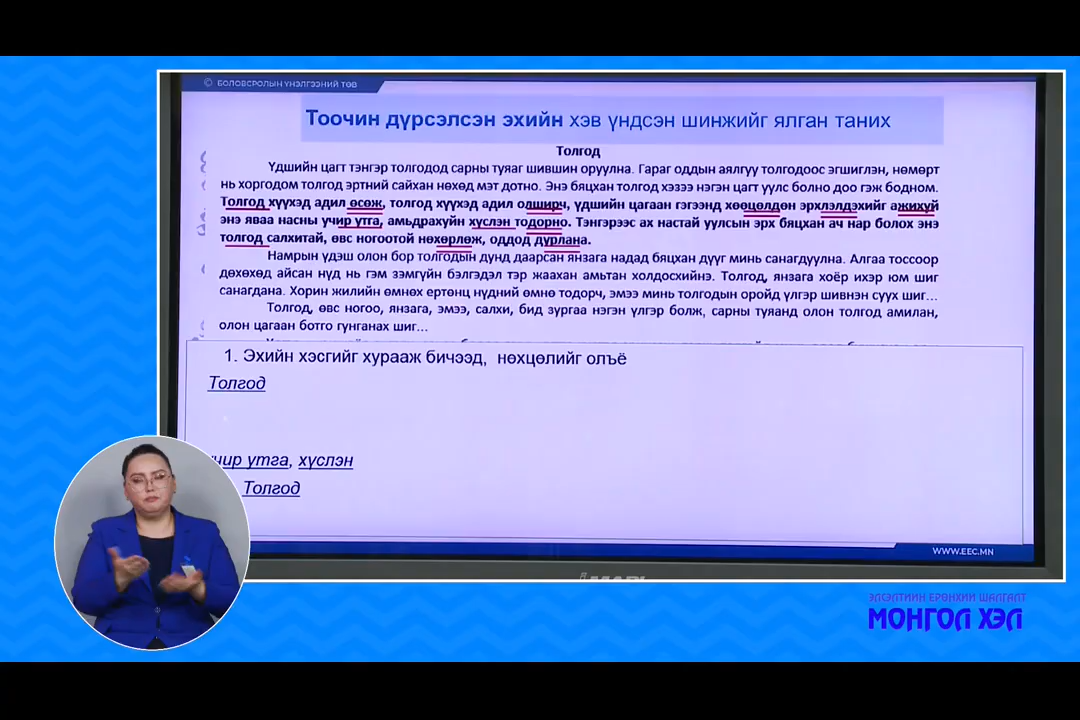 © БОЛОВСРОЛЫН ҮНЭЛГЭЭНИЙ ТӨВ
Тоочин дүрсэлсэн эхийн хэв үндсэн шинжийг ялган таних
Толгод
Үдшийн цагт тэнгэр толгодод сарны туяаг шившин оруулна. Гараг оддын аялгуу толгодоос эгшиглэн, нөмөрт
нь хоргодом толгод эртний сайхан нөхөд мэт дотно. Энэ бяцхан толгод хэзээ нэгэн цагт уулс болно доо гэж бодном.
Толгод хүүхэд адил өсөж, толгод хүүхэд адил олширч, үдшийн цагаан гэгээнд хөөцөлдөн эрхлэлдэхийг ажихуй
энэ яваа насны учир утга, амьдрахуйн хүслэн тодорно. Тэнгэрээс ах настай уулсын эрх бяцхан ач нар болох энэ
толгод салхитай, өвс ногоотой нөхөрлөж, оддод дурлана.
Намрын үдэш олон бор толгодын дунд даарсан янзага надад бяцхан дүүг минь санагдуулна. Алгаа тоссоор
дөхөхөд айсан нүд нь гэм зэмгүйн бэлгэдэл тэр жаахан амьтан холдосхийнэ. Толгод, янзага хоёр ихэр юм шиг
санагдана. Хорин жилийн өмнөх ертөнц нүдний өмнө тодорч, эмээ минь толгодын оройд үлгэр шивнэн суух шиг...
Толгод, өвс ногоо, янзага, эмээ, салхи, бид зургаа нэгэн үлгэр болж, сарны туяанд олон толгод амилан,
олон цагаан ботго гунганах шиг...
1. Эхийн хэсгийг хурааж бичээд, нөхцөлийг олъё
Толгод
учир утга, хүслэн
Толгод
WWW.EEC.MN
ЭЛСЭЛТИЙН ЕРӨНХИЙ ШАЛГАЛТ
МОНГОЛ ХЭЛ